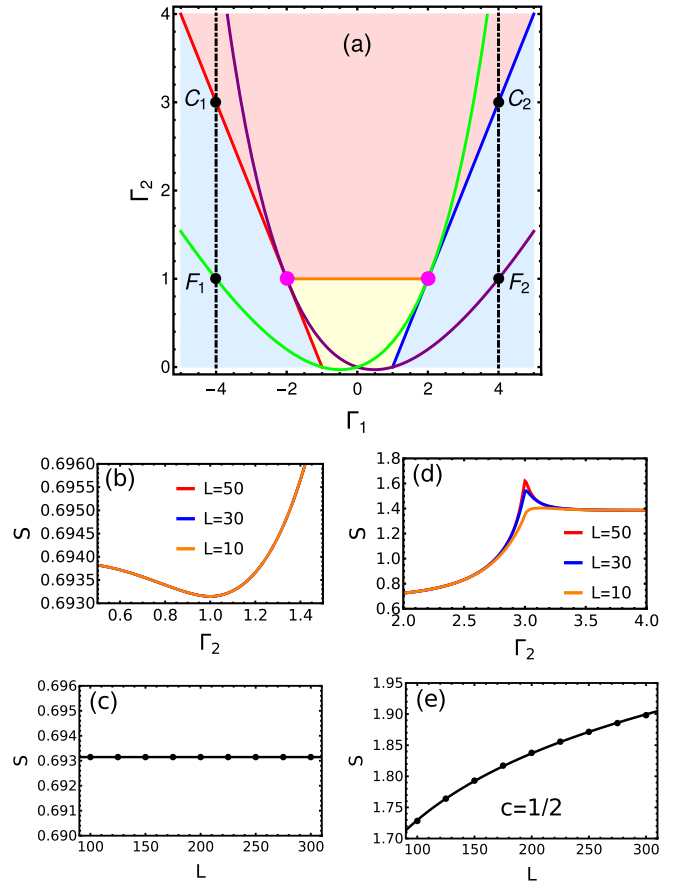 (a)
4
3
2
1
0
Γ2
C1
C2
F1
F2
−4
−2
0
2
4
Γ1
(b)
0.6960
0.6955
0.6950
0.6945
0.6940
0.6935
0.6930
S
L=50
L=30
L=10
0.6
0.8
1.0
1.2
1.4
Γ2
(d)
1.8
1.6
1.4
1.2
1.0
0.8
0.6
S
L=50
L=30
L=10
2.0
2.5
3.0
3.5
4.0
Γ2
(c)
0.696
0.695
0.694
0.693
0.692
0.691
0.690
S
100
150
200
250
300
L
(e)
1.95
1.90
1.85
1.80
1.75
1.70
S
c=1/2
100
150
200
250
300
L